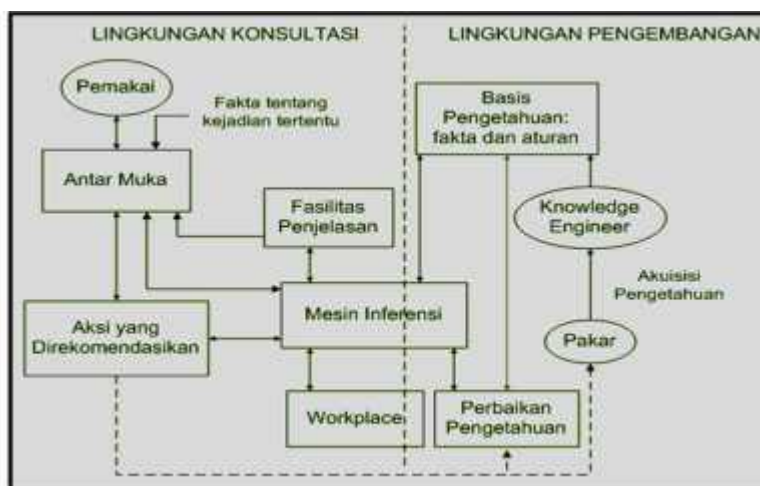 LINGKUNGAN KONSULTASI
LINGKUNGAN PENGEMBANGAN
Pemakai
Fakta tentang
kejadian tertentu
Basis
Pengetahuan:
fakta dan aturan
Antar Muka
Fasilitas
Penjelasan
Knowledge
Engineer
Akuisisi
Pengetahuan
Mesin Inferensi
Aksi yang
Direkomendasikan
Pakar
Workplace
Perbaikan
Pengetahuan